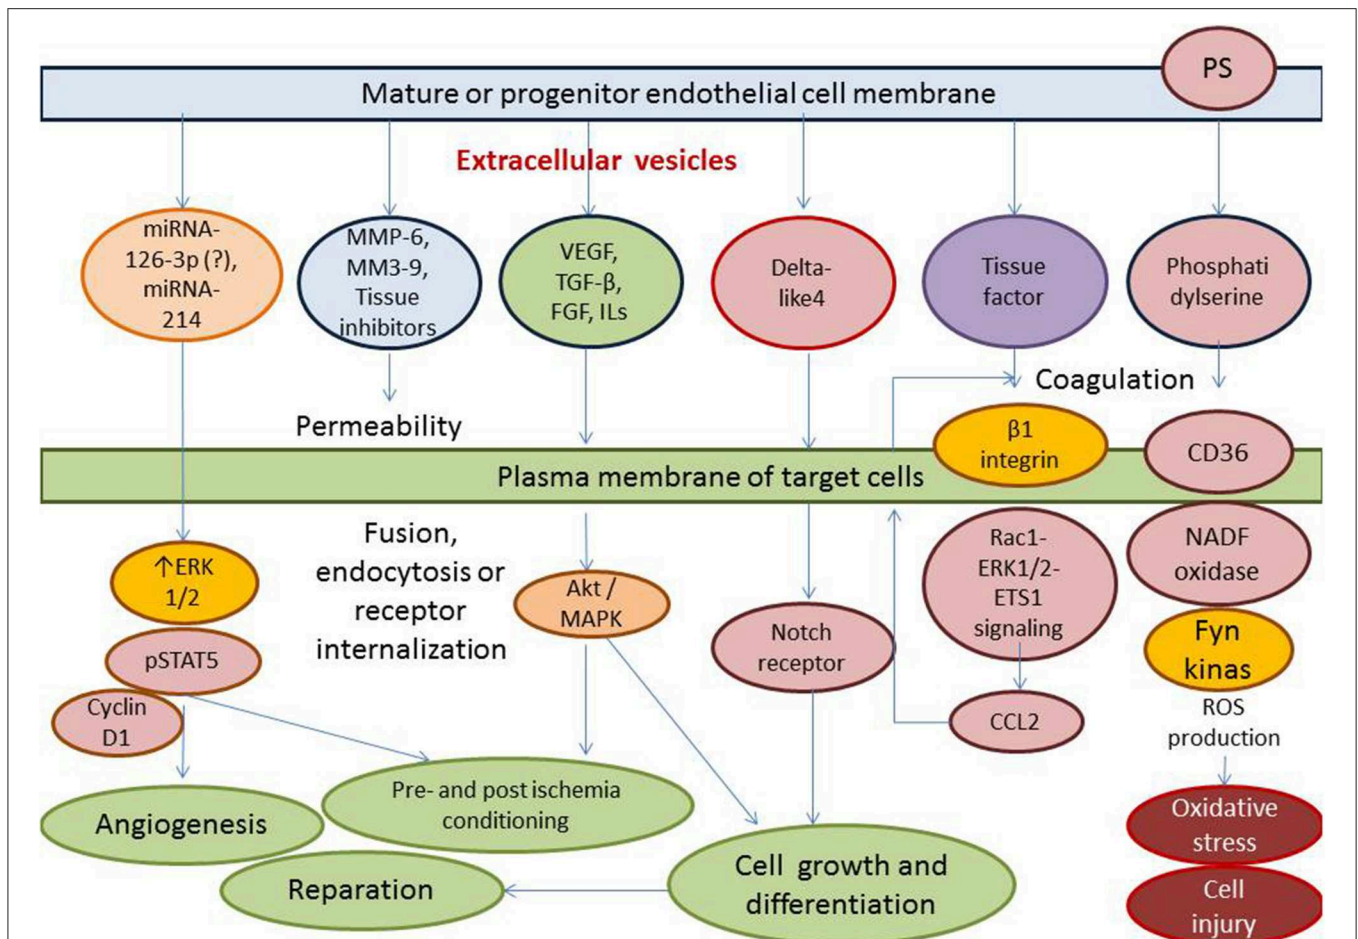 PS
Mature or progenitor endothelial cell membrane
Extracellular vesicles
miRNA-
126-3p (?),
miRNA-
214
MMP-6,
MM3-9,
Tissue
inhibitors
VEGF,
TGF-β,
FGF, ILs
Delta-
like4
Tissue
factor
Phosphati
dylserine
Coagulation
Permeability
β1
integrin
CD36
Plasma membrane of target cells
↑ERK
1/2
pSTAT5
Cyclin
D1
Fusion,
endocytosis or
receptor
internalization
Akt /
MAPK
Notch
receptor
Rac1-
ERK1/2-
ETS1
signaling
CCL2
NADF
oxidase
Fyn
kinas
ROS
production
Angiogenesis
Pre- and post ischemia
conditioning
Reparation
Cell growth and
differentiation
Oxidative
stress
Cell
injury